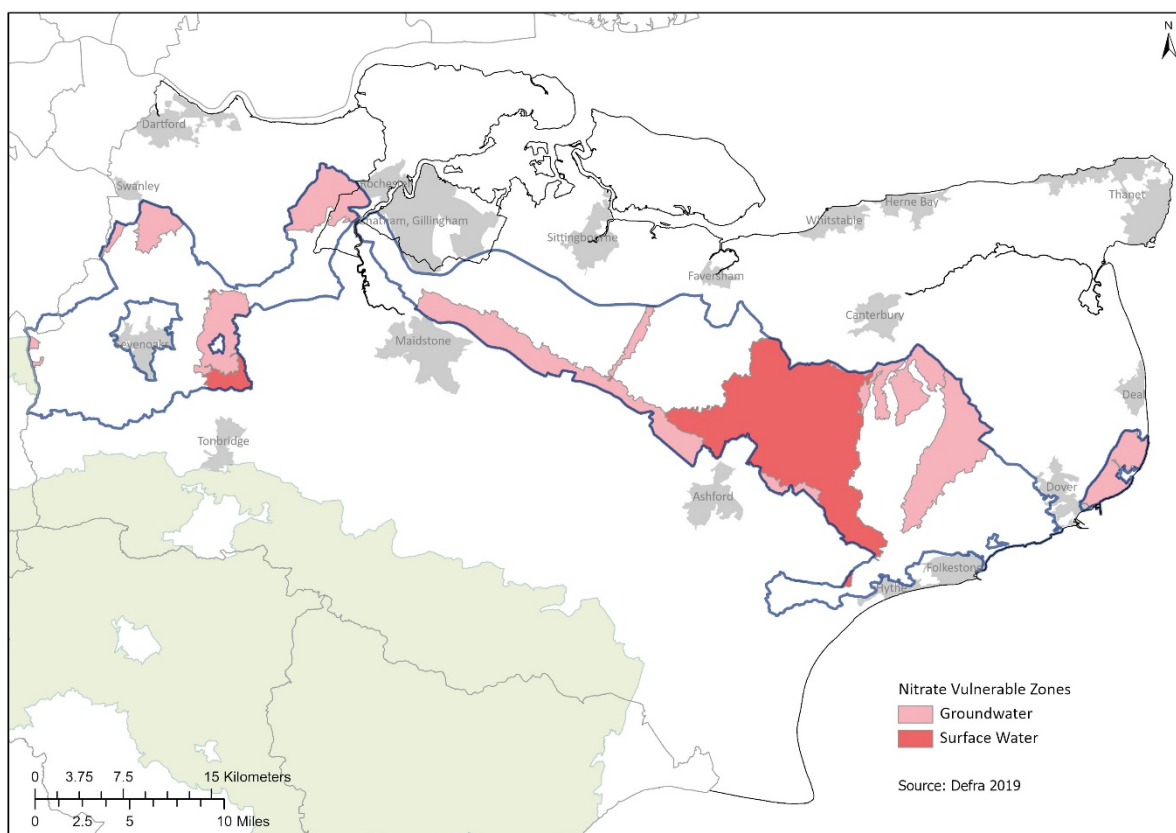 N
Dartford
Swanley
Roches
hatham, Gillingham
Sittingbourne
Whitstable
Herne Bay
Thanet
Faversham
Canterbury
Sevenoaks
Maidstone
Deal
Tonbridge
Ashford
Dover
Folkestone
Hythe
Nitrate Vulnerable Zones
Groundwater
Surface Water
Source: Defra 2019
0 3.75 7.5 15 Kilometers
0 2.5 5 10 Miles